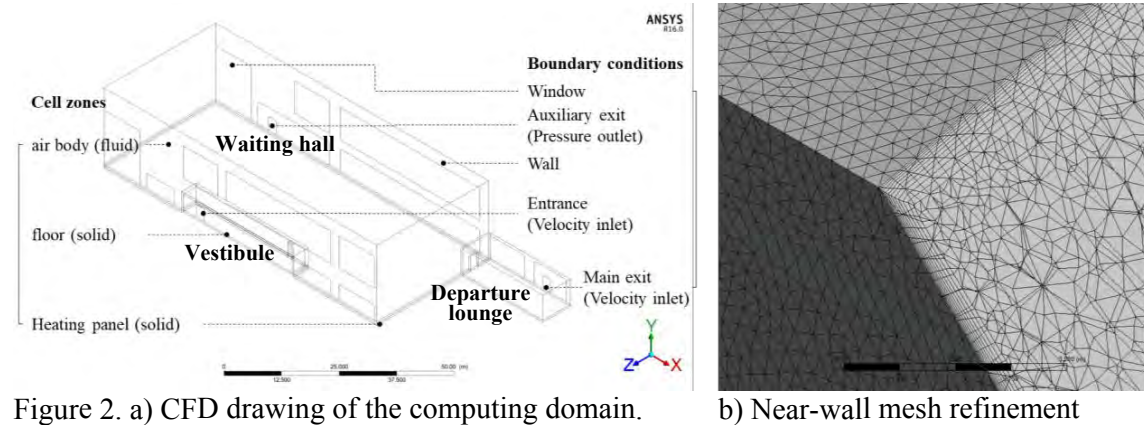 ANSYS
R16.0
Boundary conditions
Window
Cell zones
Auxiliary exit
(Pressure outlet)
air body (fluid)
Waiting hall
Wall
Entrance
(Velocity inlet)
floor (solid)
Vestibule
Main exit
(Velocity inlet)
Departure
lounge
Heating panel (solid)
Y
Z
X
0
25.000
50.00 (m)
12.500
37.500
Figure 2. a) CFD drawing of the computing domain.
b) Near-wall mesh refinement